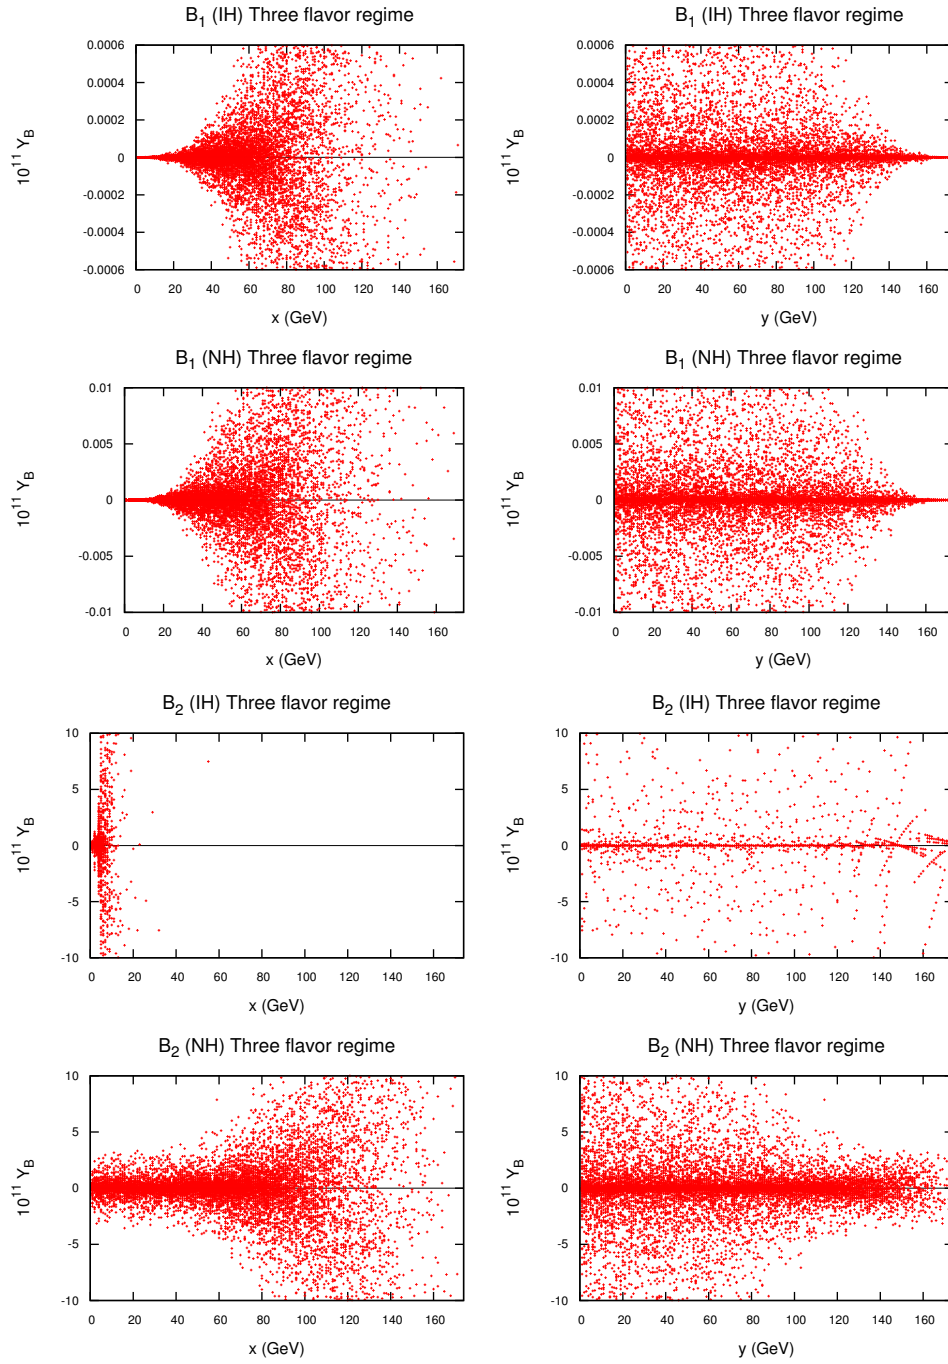 B1 (IH) Three flavor regime
B1 (IH) Three flavor regime
0.0006
0.0004
0.0002
0
-0.0002
-0.0004
-0.0006
10^11 Y_B
0 20 40 60 80 100 120 140 160
x (GeV)
0.0006
0.0004
0.0002
0
-0.0002
-0.0004
-0.0006
10^11 Y_B
0 20 40 60 80 100 120 140 160
y (GeV)
B1 (NH) Three flavor regime
B1 (NH) Three flavor regime
0.01
0.005
0
-0.005
-0.01
10^11 Y_B
0 20 40 60 80 100 120 140 160
x (GeV)
0.01
0.005
0
-0.005
-0.01
10^11 Y_B
0 20 40 60 80 100 120 140 160
y (GeV)
B2 (IH) Three flavor regime
B2 (IH) Three flavor regime
10
5
0
-5
-10
10^11 Y_B
0 20 40 60 80 100 120 140 160
x (GeV)
10
5
0
-5
-10
10^11 Y_B
0 20 40 60 80 100 120 140 160
y (GeV)
B2 (NH) Three flavor regime
B2 (NH) Three flavor regime
10
5
0
-5
-10
10^11 Y_B
0 20 40 60 80 100 120 140 160
x (GeV)
10
5
0
-5
-10
10^11 Y_B
0 20 40 60 80 100 120 140 160
y (GeV)